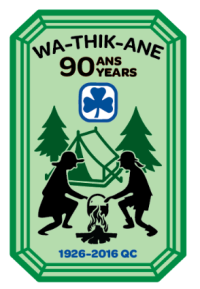 WA-THIK-ANE
90 ANS
YEARS
1926-2016 QC